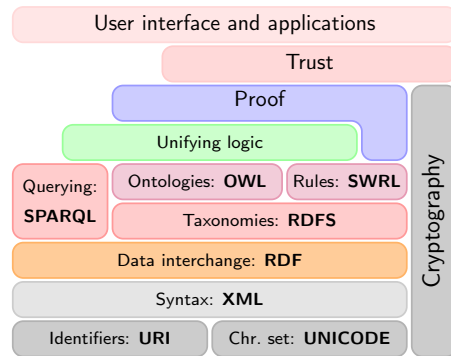 User interface and applications
Trust
Proof
Unifying logic
Querying:
SPARQL
Ontologies: OWL
Rules: SWRL
Taxonomies: RDFS
Data interchange: RDF
Syntax: XML
Identifiers: URI
Chr. set: UNICODE
Cryptography